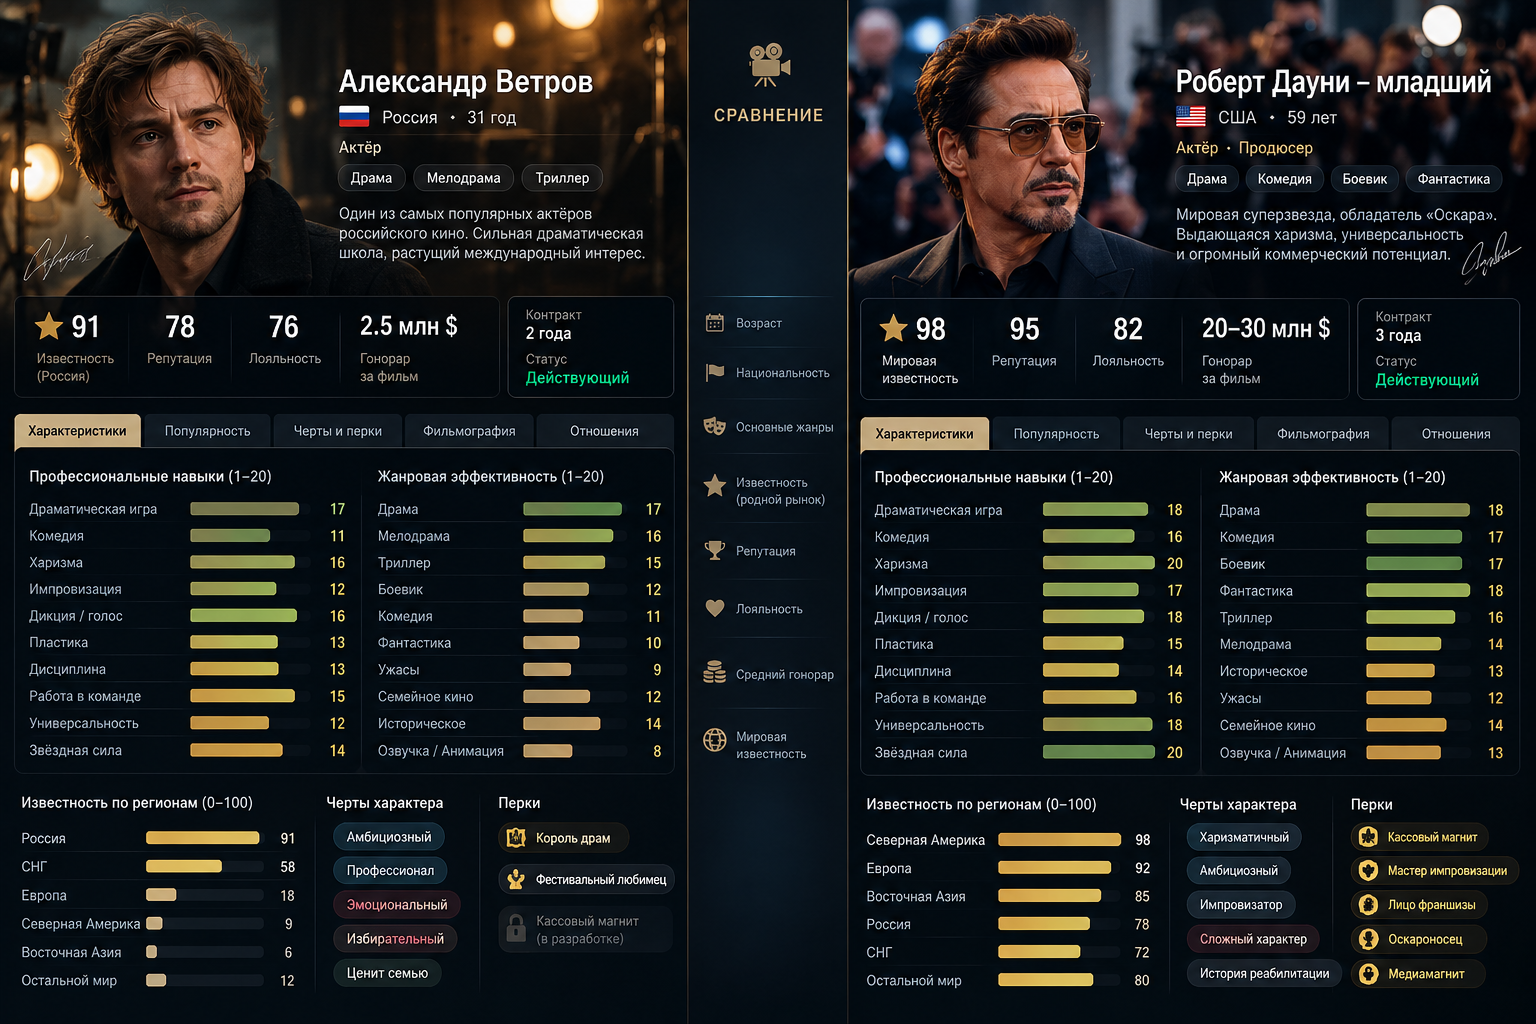 Александр Ветров
Россия • 31 год
Актёр
Драма Мелодрама Триллер
Один из самых популярных актёров
российского кино. Сильная драматическая
школа, растущий международный интерес.
91 78 76 2.5 млн $
Известность
(Россия)
Репутация
Лояльность
Гонорар
за фильм
Контракт
2 года
Статус
Действующий
Характеристики Популярность Черты и перки Фильмография Отношения
Профессиональные навыки (1–20)
Драматическая игра 17
Комедия 11
Харизма 16
Импровизация 12
Дикция / голос 16
Пластика 13
Дисциплина 13
Работа в команде 15
Универсальность 12
Звёздная сила 14
Жанровая эффективность (1–20)
Драма 17
Мелодрама 16
Триллер 15
Боевик 12
Комедия 11
Фантастика 10
Ужасы 9
Семейное кино 12
Историческое 14
Озвучка / Анимация 8
Известность по регионам (0–100)
Россия 91
СНГ 58
Европа 18
Северная Америка 9
Восточная Азия 6
Остальной мир 12
Черты характера
Амбициозный
Профессионал
Эмоциональный
Избирательный
Ценит семью
Перки
Король драм
Фестивальный любимец
Кассовый магнит
(в разработке)
СРАВНЕНИЕ
Возраст
Национальность
Основные жанры
Известность
(родной рынок)
Репутация
Лояльность
Средний гонорар
Мировая
известность
Роберт Дауни – младший
США • 59 лет
Актёр • Продюсер
Драма Комедия Боевик Фантастика
Мировая суперзвезда, обладатель «Оскара».
Выдающаяся харизма, универсальность
и огромный коммерческий потенциал.
98 95 82 20–30 млн $
Мировая
известность
Репутация
Лояльность
Гонорар
за фильм
Контракт
3 года
Статус
Действующий
Характеристики Популярность Черты и перки Фильмография Отношения
Профессиональные навыки (1–20)
Драматическая игра 18
Комедия 16
Харизма 20
Импровизация 17
Дикция / голос 18
Пластика 15
Дисциплина 14
Работа в команде 16
Универсальность 18
Звёздная сила 20
Жанровая эффективность (1–20)
Драма 18
Комедия 17
Боевик 17
Фантастика 18
Триллер 16
Мелодрама 14
Историческое 13
Ужасы 12
Семейное кино 14
Озвучка / Анимация 13
Известность по регионам (0–100)
Северная Америка 98
Европа 92
Восточная Азия 85
Россия 78
СНГ 72
Остальной мир 80
Черты характера
Харизматичный
Амбициозный
Импровизатор
Сложный характер
История реабилитации
Перки
Кассовый магнит
Мастер импровизации
Лицо франшизы
Оскароносец
Медиамагнит